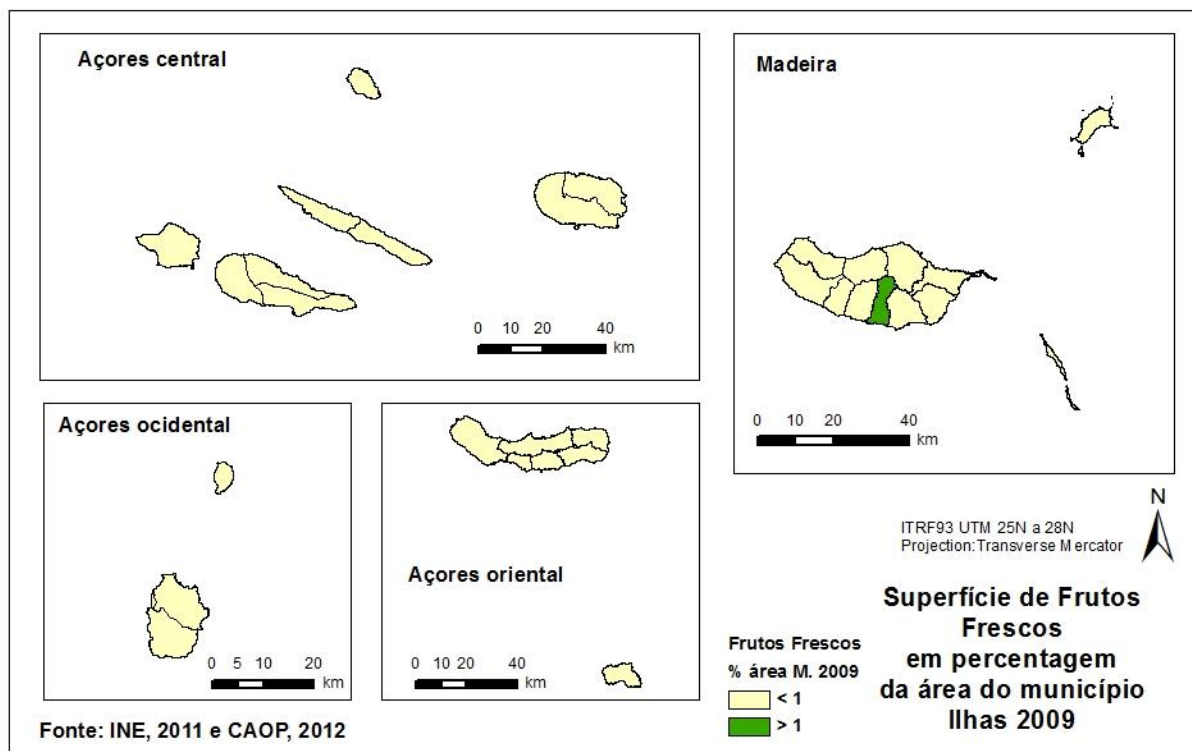 Açores central
0 10 20 40
km
Madeira
0 10 20 40
km
Açores ocidental
0 5 10 20
km
Açores oriental
0 10 20 40
km
N
ITRF93 UTM 25N a 28N
Projection:Transverse Mercator
Superfície de Frutos
Frescos
em percentagem
da área do município
Ilhas 2009
Frutos Frescos
% área M. 2009
< 1
> 1
Fonte: INE, 2011 e CAOP, 2012